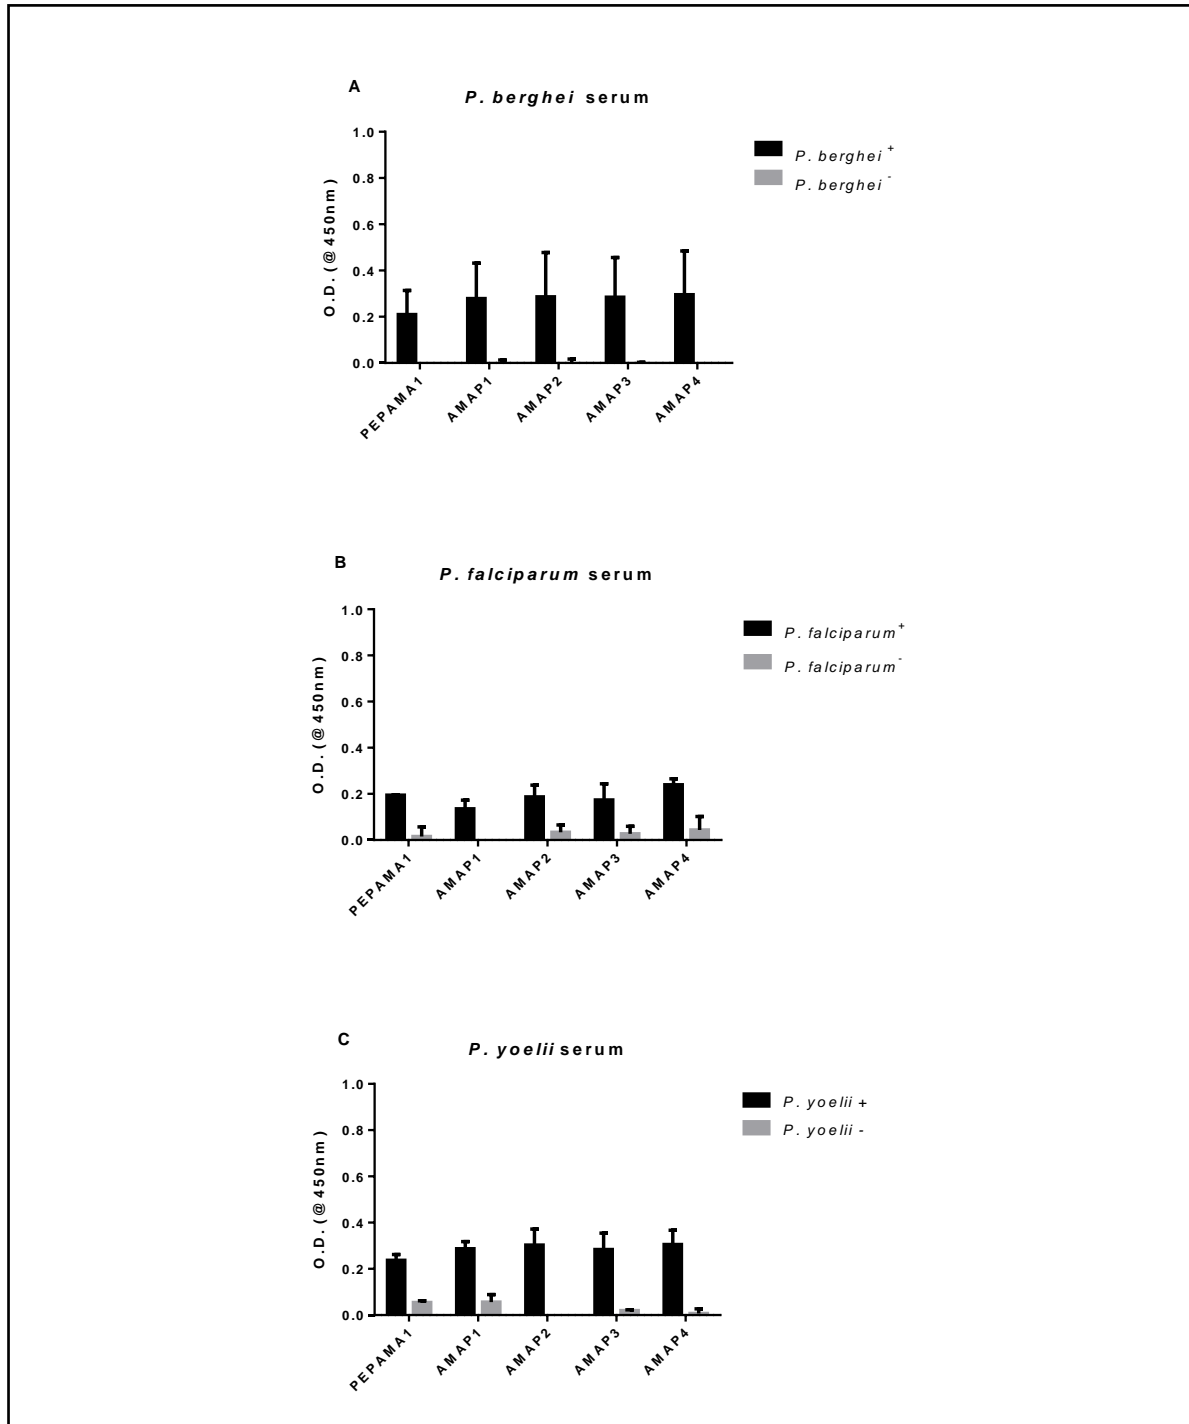 A
P. berghei serum
1.0
0.8
0.6
0.4
0.2
0.0
O.D. (@450nm)
PEPAMA1
AMAP1
AMAP2
AMAP3
AMAP4
P. berghei +
P. berghei -
B
P. falciparum serum
1.0
0.8
0.6
0.4
0.2
0.0
O.D. (@450nm)
PEPAMA1
AMAP1
AMAP2
AMAP3
AMAP4
P. falciparum +
P. falciparum -
C
P. yoelii serum
1.0
0.8
0.6
0.4
0.2
0.0
O.D. (@450nm)
PEPAMA1
AMAP1
AMAP2
AMAP3
AMAP4
P. yoelii +
P. yoelii -